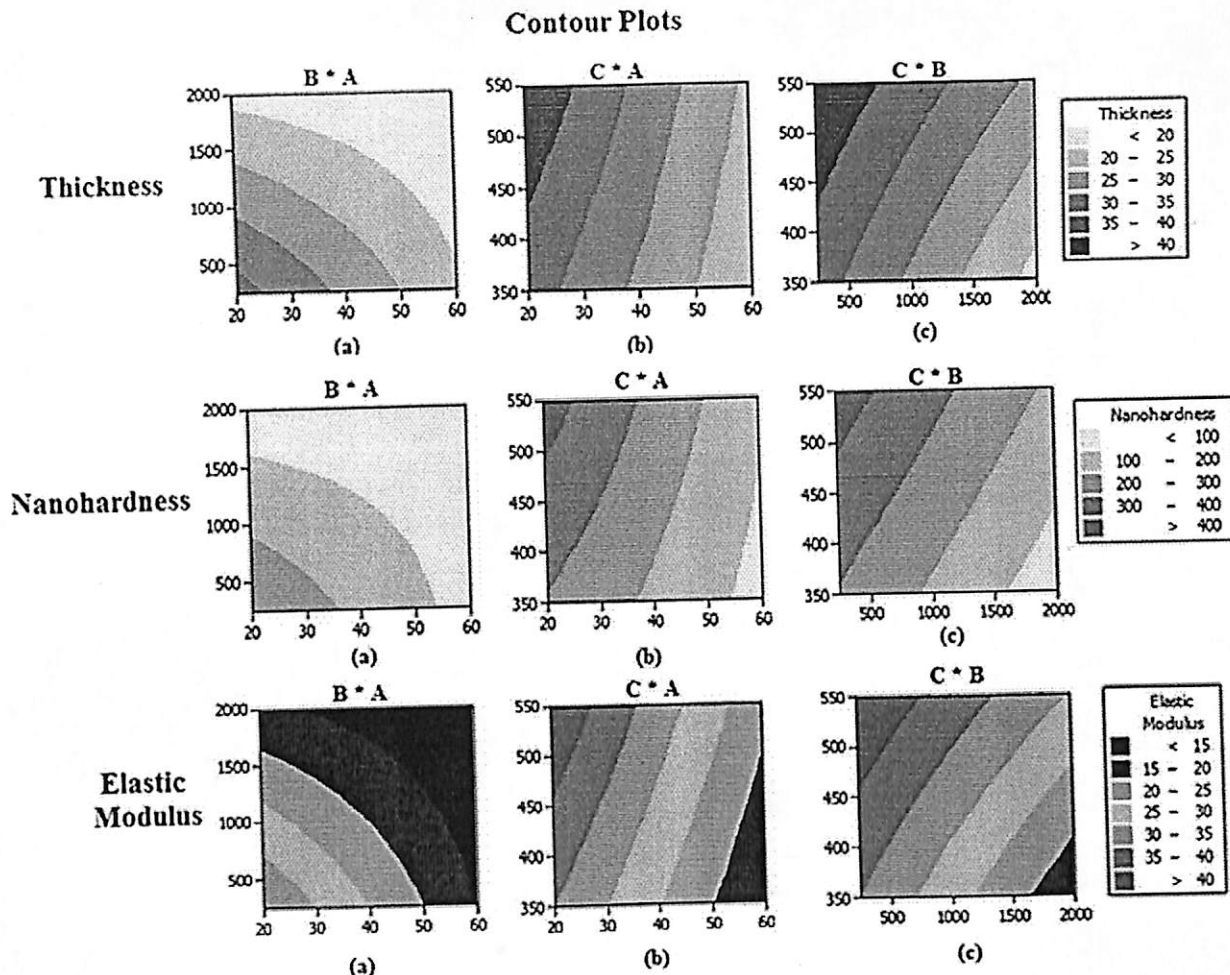 Contour Plots
B * A
C * A
C * B
Thickness
2000
1500
1000
500
20 30 40 50 60
(a)
550
500
450
400
350
20 30 40 50 60
(b)
550
500
450
400
350
500 1000 1500 2000
(c)
Thickness
< 20
20 – 25
25 – 30
30 – 35
35 – 40
> 40
B * A
C * A
C * B
Nanohardness
2000
1500
1000
500
20 30 40 50 60
(a)
550
500
450
400
350
20 30 40 50 60
(b)
550
500
450
400
350
500 1000 1500 2000
(c)
Nanohardness
< 100
100 – 200
200 – 300
300 – 400
> 400
B * A
C * A
C * B
Elastic
Modulus
2000
1500
1000
500
20 30 40 50 60
(a)
550
500
450
400
350
20 30 40 50 60
(b)
550
500
450
400
350
500 1000 1500 2000
(c)
Elastic
Modulus
< 15
15 – 20
20 – 25
25 – 30
30 – 35
35 – 40
> 40